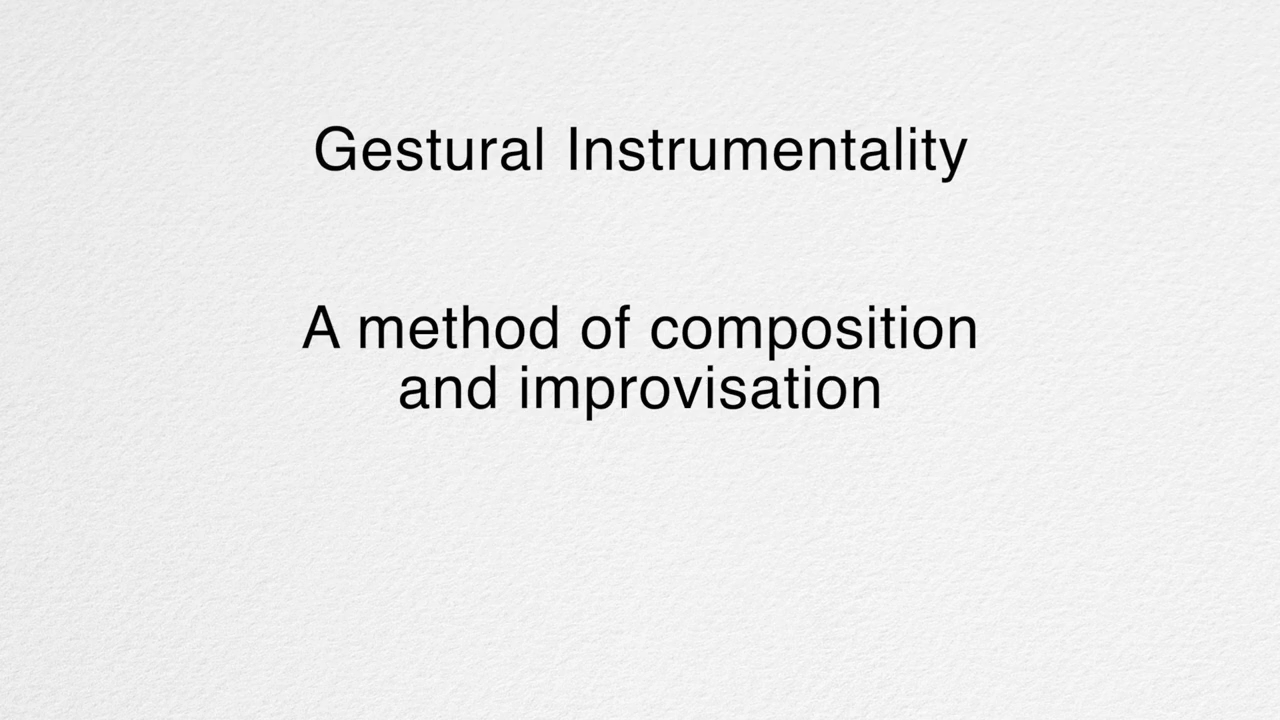 Gestural Instrumentality
A method of composition
and improvisation